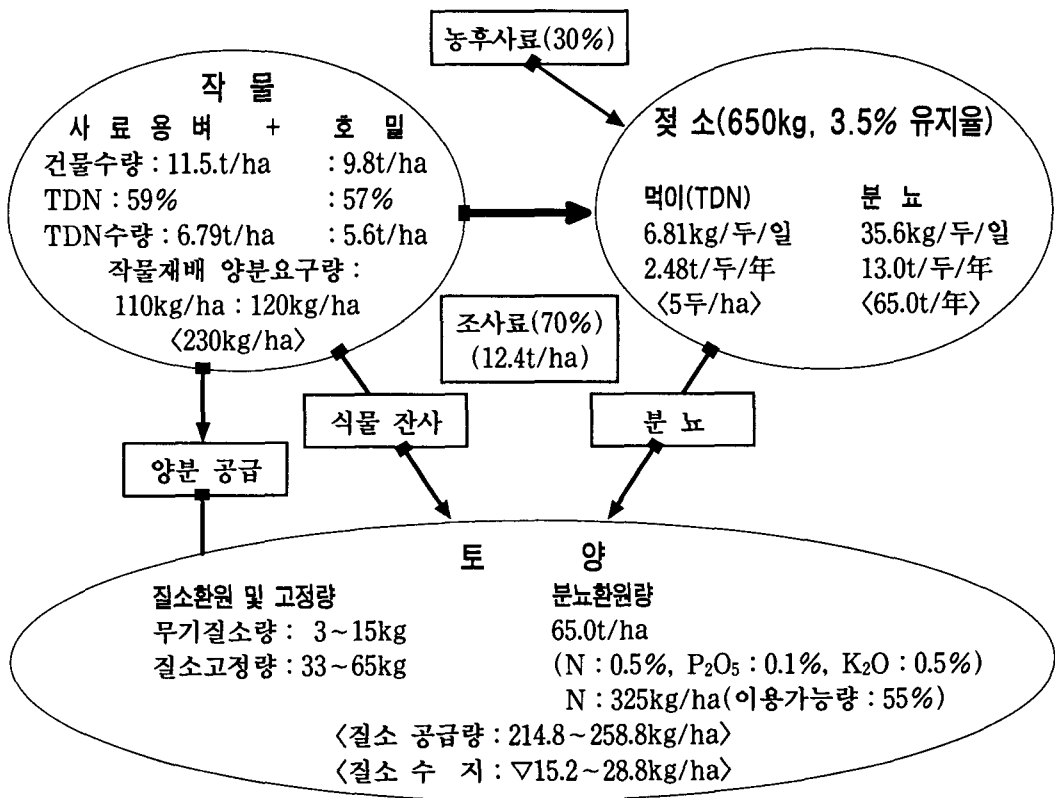 농후사료(30%)
작 물
사 료 용 벼 + 호 밀
건물수량 : 11.5.t/ha : 9.8t/ha
TDN : 59% : 57%
TDN수량 : 6.79t/ha : 5.6t/ha
작물재배 양분요구량 :
110kg/ha : 120kg/ha
〈230kg/ha〉
젖 소(650kg, 3.5% 유지율)
먹이(TDN) 분 뇨
6.81kg/두/일 35.6kg/두/일
2.48t/두/年 13.0t/두/年
〈5두/ha〉 〈65.0t/年〉
조사료(70%)
(12.4t/ha)
식물 잔사
분 뇨
양분 공급
토 양
질소환원 및 고정량 분뇨환원량
무기질소량 : 3~15kg 65.0t/ha
질소고정량 : 33~65kg (N : 0.5%, P₂O₅ : 0.1%, K₂O : 0.5%)
N : 325kg/ha(이용가능량 : 55%)
〈질소 공급량 : 214.8~258.8kg/ha〉
〈질소 수 지 : ▽15.2~28.8kg/ha〉